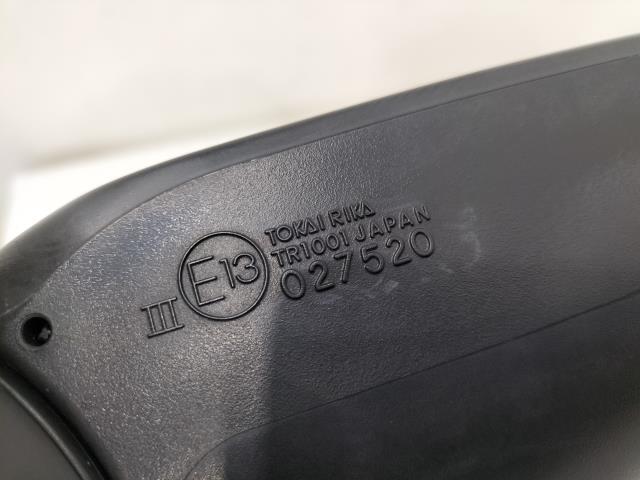 TOKAI RIKA
TR1001 JAPAN
III E13 027520